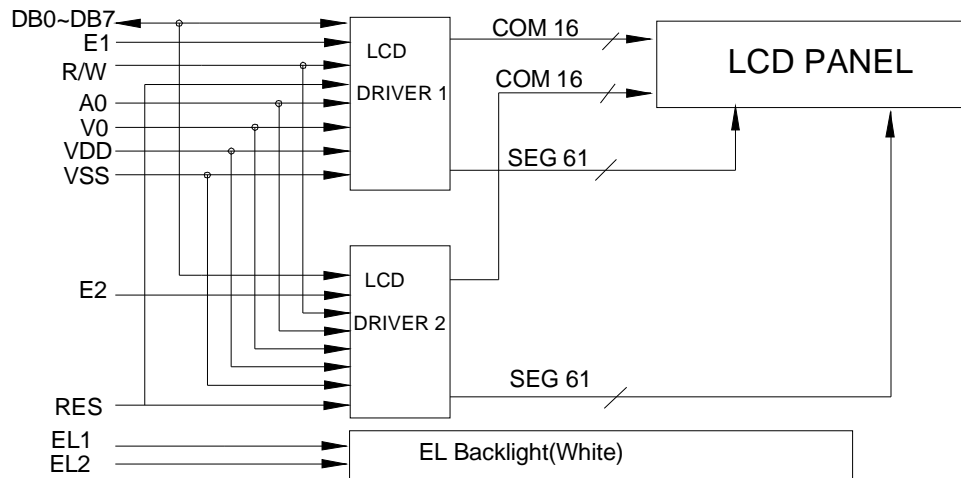 DB0~DB7
E1
R/W
A0
V0
VDD
VSS
E2
RES
EL1
EL2
LCD
DRIVER 1
LCD
DRIVER 2
COM 16
COM 16
SEG 61
SEG 61
LCD PANEL
EL Backlight(White)